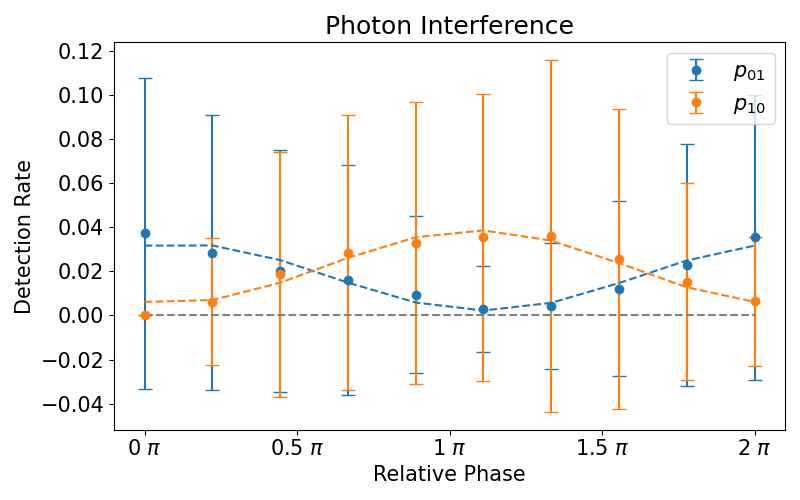 Photon Interference
0.12
0.10
0.08
0.06
0.04
0.02
0.00
−0.02
−0.04
Detection Rate
p₀₁
p₁₀
0 π
0.5 π
1 π
1.5 π
2 π
Relative Phase